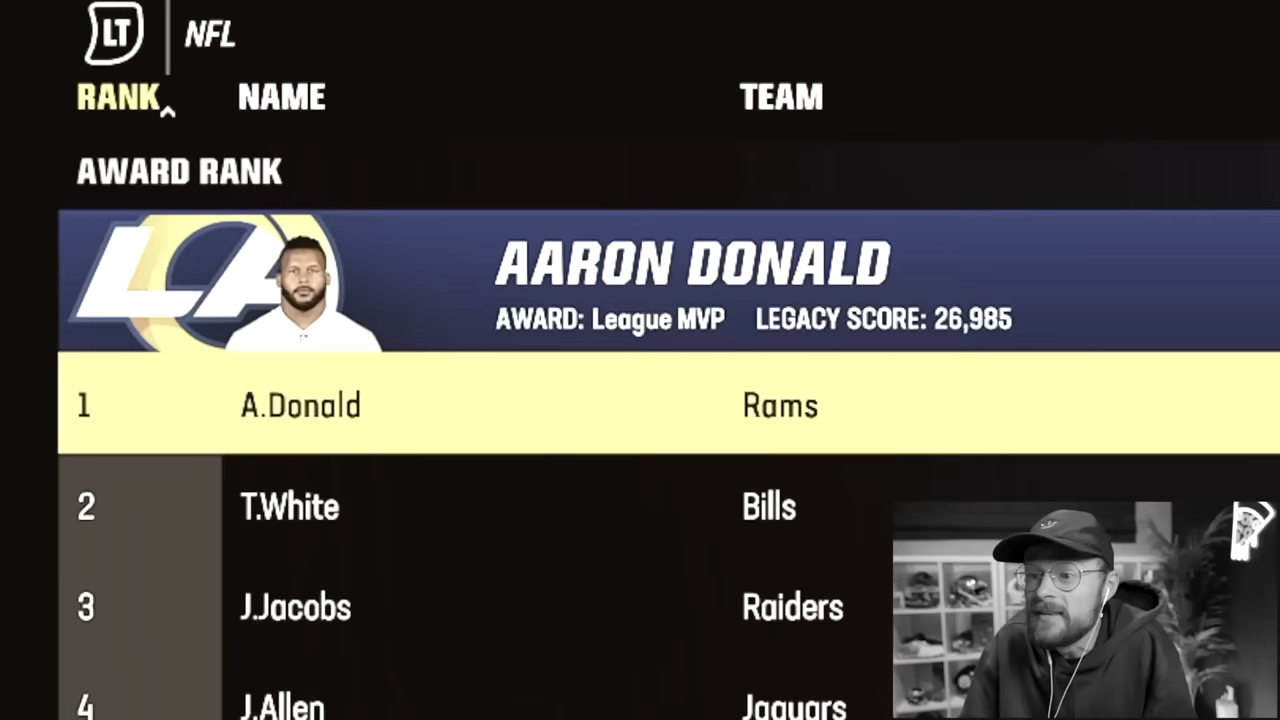 LT NFL
RANK NAME TEAM
AWARD RANK
LA
AARON DONALD
AWARD: League MVP LEGACY SCORE: 26,985
1 A.Donald Rams
2 T.White Bills
3 J.Jacobs Raiders
4 J.Allen Jaguars